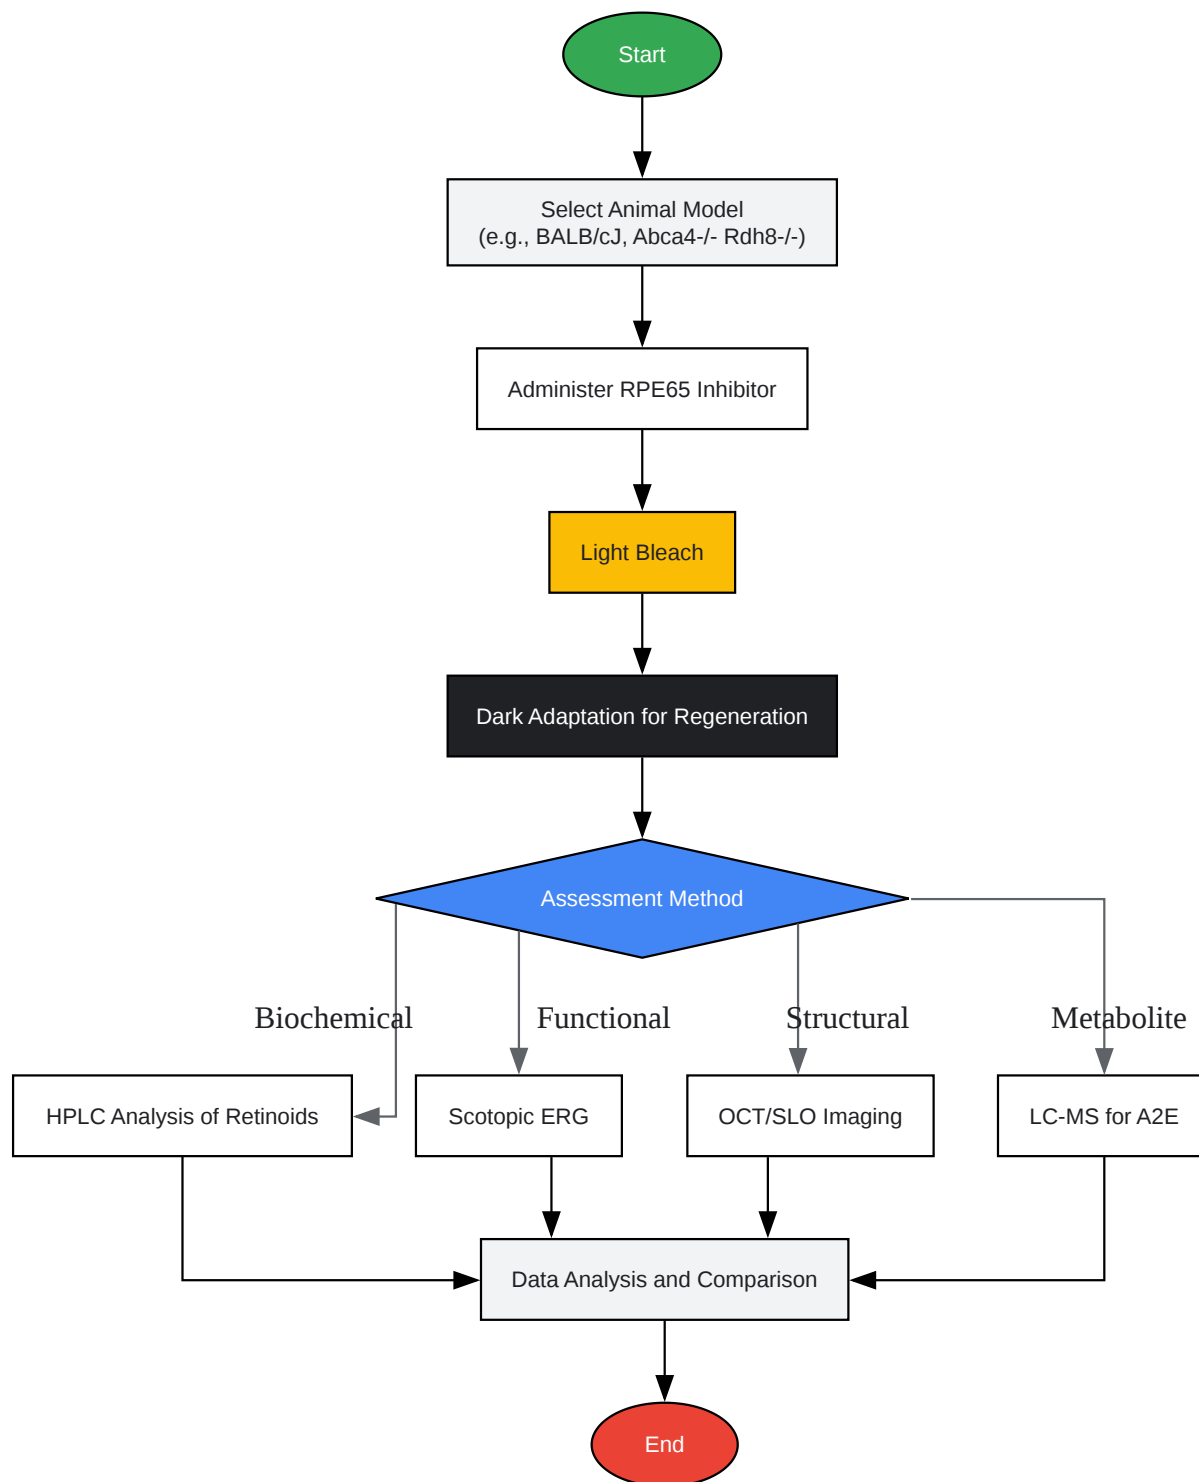 Start
Select Animal Model
(e.g., BALB/cJ, Abca4-/- Rdh8-/-)
Administer RPE65 Inhibitor
Light Bleach
Dark Adaptation for Regeneration
Assessment Method
Biochemical
Functional
Structural
Metabolite
HPLC Analysis of Retinoids
Scotopic ERG
OCT/SLO Imaging
LC-MS for A2E
Data Analysis and Comparison
End